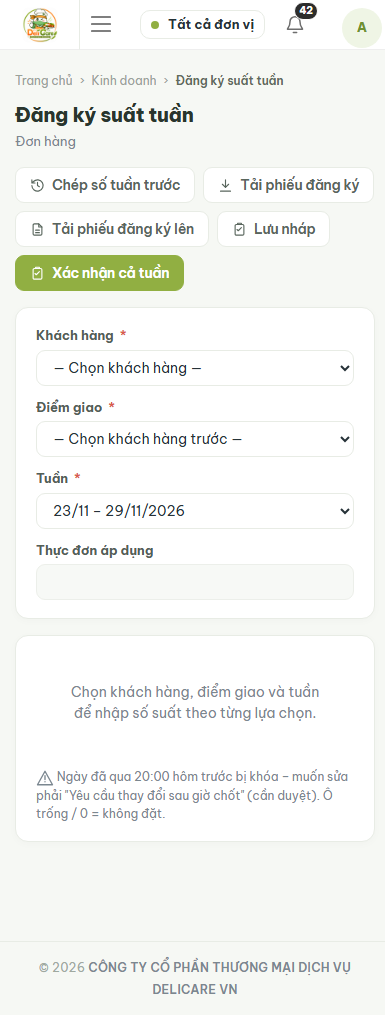 Deli Care
Tất cả đơn vị
42
A
Trang chủ > Kinh doanh > Đăng ký suất tuần
Đăng ký suất tuần
Đơn hàng
Chép số tuần trước
Tải phiếu đăng ký
Tải phiếu đăng ký lên
Lưu nháp
Xác nhận cả tuần
Khách hàng *
— Chọn khách hàng —
Điểm giao *
— Chọn khách hàng trước —
Tuần *
23/11 – 29/11/2026
Thực đơn áp dụng
Chọn khách hàng, điểm giao và tuần
để nhập số suất theo từng lựa chọn.
Ngày đã qua 20:00 hôm trước bị khóa – muốn sửa
phải "Yêu cầu thay đổi sau giờ chốt" (cần duyệt). Ô
trống / 0 = không đặt.
© 2026 CÔNG TY CỔ PHẦN THƯƠNG MẠI DỊCH VỤ
DELICARE VN